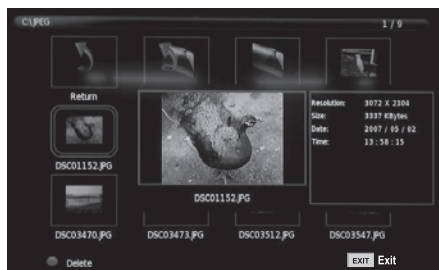 C:\JPEG 1 / 9
Return
Resolution: 3072 X 2304
Size: 3337 KBytes
Date: 2007 / 05 / 02
Time: 13 : 58 : 15
DSC01152.JPG
DSC01152.JPG
DSC03470.JPG DSC03473.JPG DSC03512.JPG DSC03547.JPG
Delete EXIT Exit